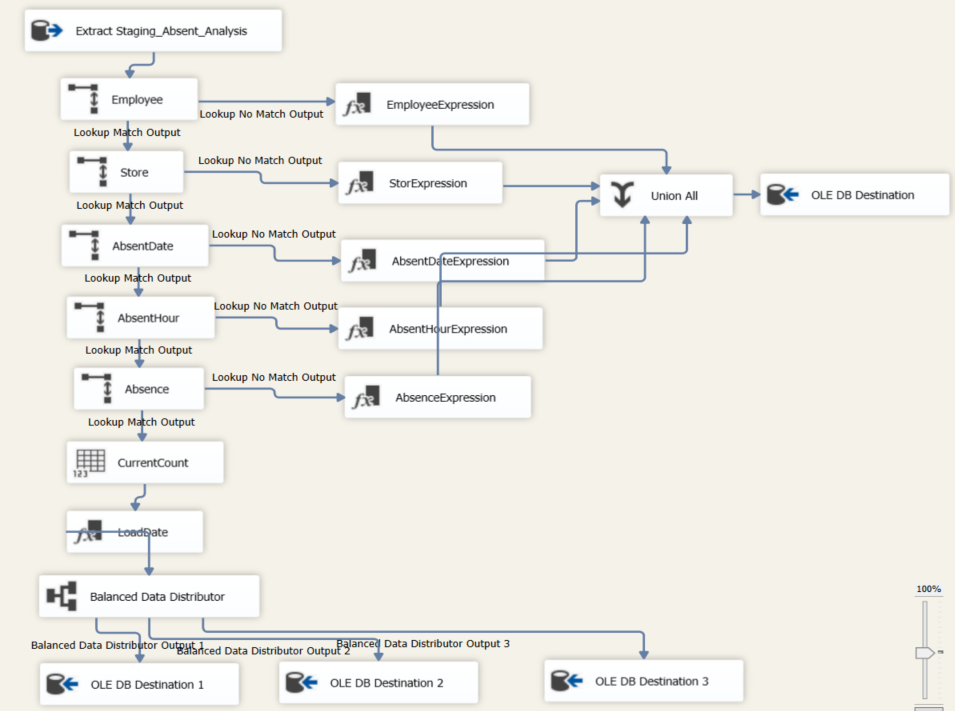 Extract Staging_Absent_Analysis
Employee
Lookup No Match Output
EmployeeExpression
Lookup Match Output
Store
Lookup No Match Output
StorExpression
Union All
OLE DB Destination
Lookup Match Output
AbsentDate
Lookup No Match Output
AbsentDateExpression
Lookup Match Output
AbsentHour
Lookup No Match Output
AbsentHourExpression
Lookup Match Output
Absence
Lookup No Match Output
AbsenceExpression
Lookup Match Output
123
CurrentCount
LoadDate
100%
Balanced Data Distributor
Balanced Data Distributor Output 1
Balanced Data Distributor Output 2
Balanced Data Distributor Output 3
OLE DB Destination 1
OLE DB Destination 2
OLE DB Destination 3